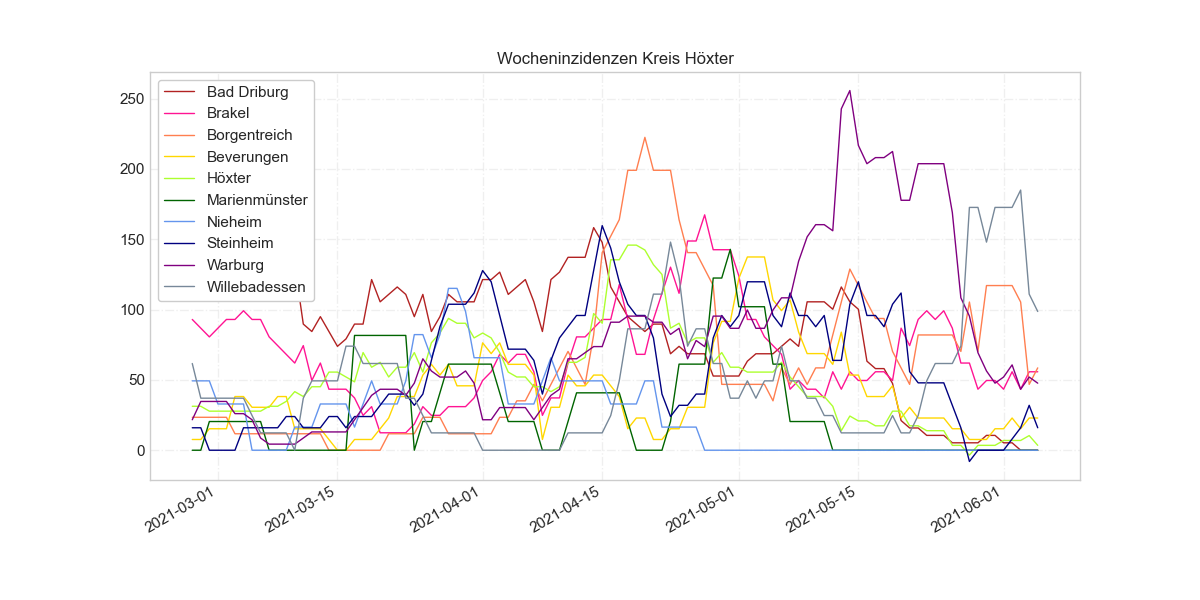 Wocheninzidenzen Kreis Höxter
250
200
150
100
50
0
Bad Driburg
Brakel
Borgentreich
Beverungen
Höxter
Marienmünster
Nieheim
Steinheim
Warburg
Willebadessen
2021-03-01
2021-03-15
2021-04-01
2021-04-15
2021-05-01
2021-05-15
2021-06-01